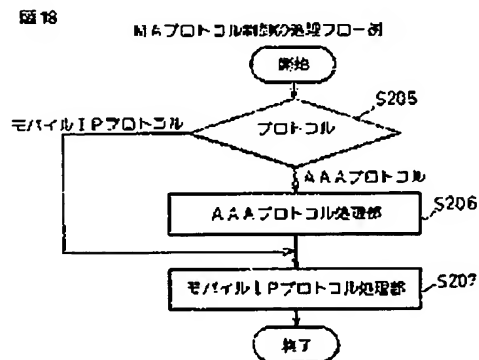 図18
MAプロトコル制御の処理フロー例
開始
S205
モバイルIPプロトコル
プロトコル
AAAプロトコル
AAAプロトコル処理部
S206
モバイルIPプロトコル処理部
S207
終了